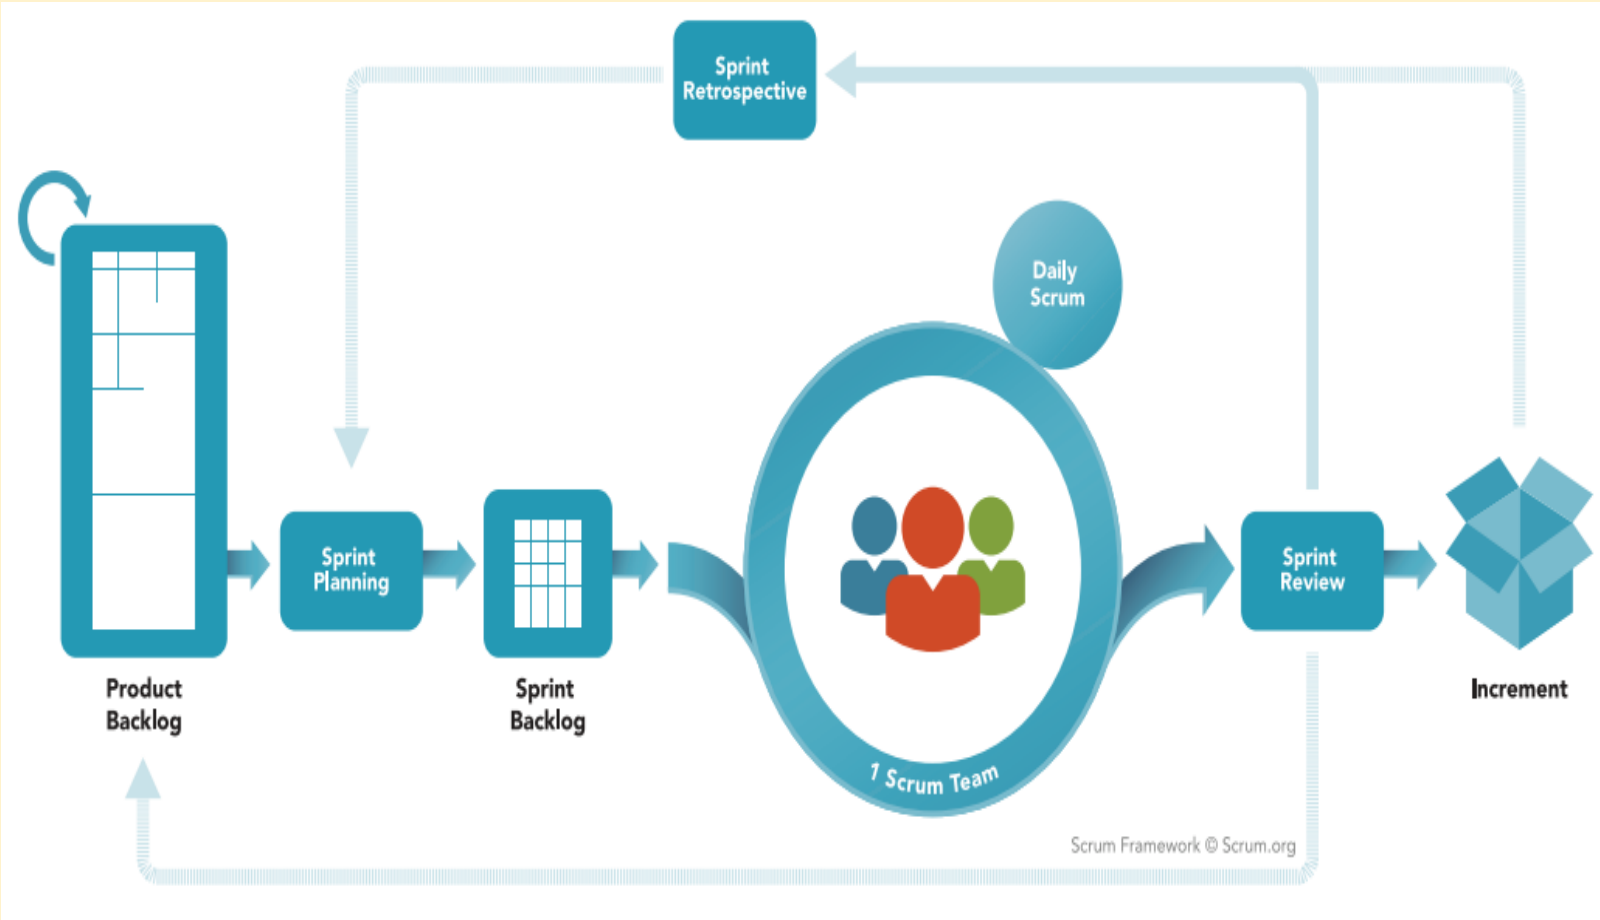 Sprint
Retrospective
Daily
Scrum
Sprint
Planning
Sprint
Review
Product
Backlog
Sprint
Backlog
Increment
1 Scrum Team
Scrum Framework © Scrum.org